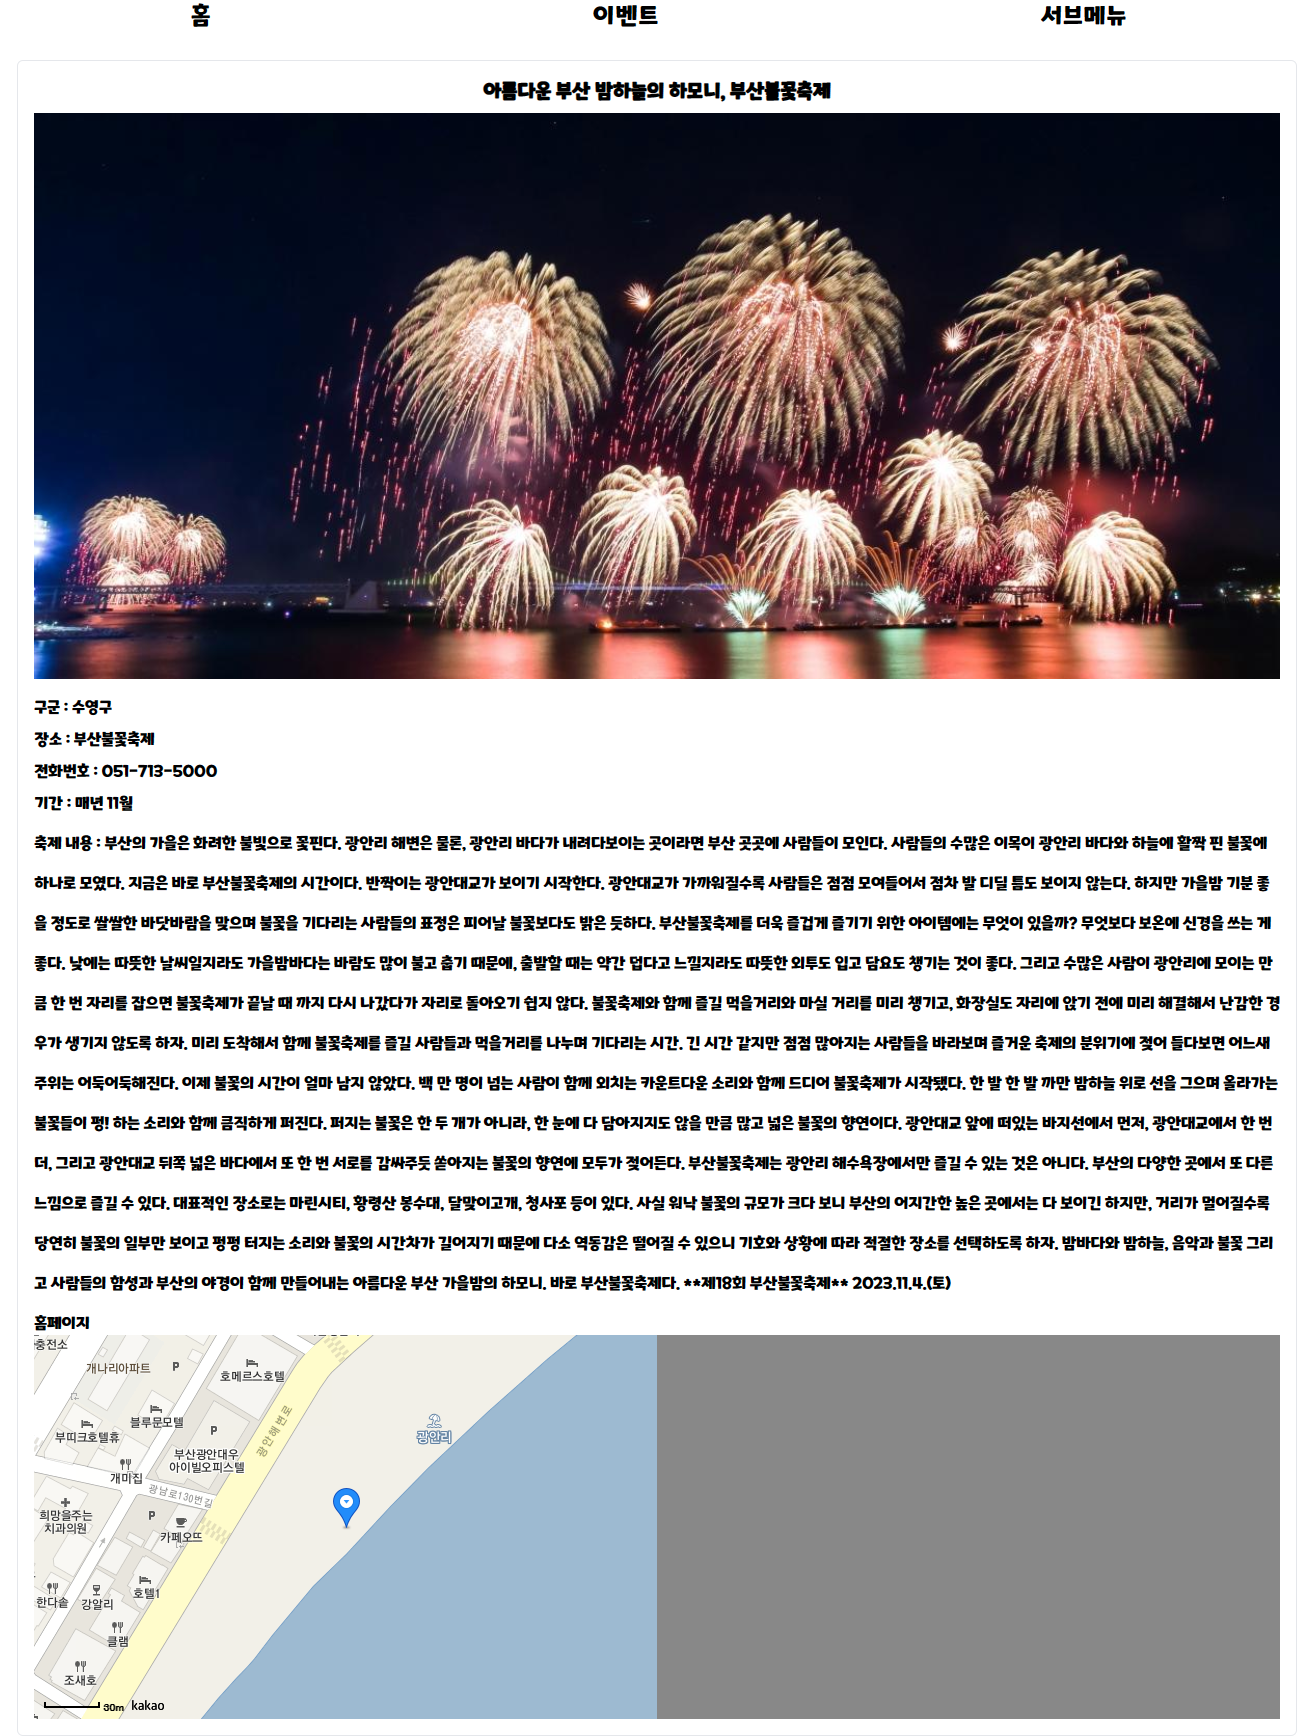 홈 이벤트 서브메뉴
아름다운 부산 밤하늘의 하모니, 부산불꽃축제
구군 : 수영구
장소 : 부산불꽃축제
전화번호 : 051-713-5000
기간 : 매년 11월
축제 내용 : 부산의 가을은 화려한 불빛으로 꽃핀다. 광안리 해변은 물론, 광안리 바다가 내려다보이는 곳이라면 부산 곳곳에 사람들이 모인다. 사람들의 수많은 이목이 광안리 바다와 하늘에 활짝 핀 불꽃에
하나로 모였다. 지금은 바로 부산불꽃축제의 시간이다. 반짝이는 광안대교가 보이기 시작한다. 광안대교가 가까워질수록 사람들은 점점 모여들어서 점차 발 디딜 틈도 보이지 않는다. 하지만 가을밤 기분 좋
을 정도로 쌀쌀한 바닷바람을 맞으며 불꽃을 기다리는 사람들의 표정은 피어날 불꽃보다도 밝은 듯하다. 부산불꽃축제를 더욱 즐겁게 즐기기 위한 아이템에는 무엇이 있을까? 무엇보다 보온에 신경을 쓰는 게
좋다. 낮에는 따뜻한 날씨일지라도 가을밤바다는 바람도 많이 불고 춥기 때문에, 출발할 때는 약간 덥다고 느낄지라도 따뜻한 외투도 입고 담요도 챙기는 것이 좋다. 그리고 수많은 사람이 광안리에 모이는 만
큼 한 번 자리를 잡으면 불꽃축제가 끝날 때 까지 다시 나갔다가 자리로 돌아오기 쉽지 않다. 불꽃축제와 함께 즐길 먹을거리와 마실 거리를 미리 챙기고, 화장실도 자리에 앉기 전에 미리 해결해서 난감한 경
우가 생기지 않도록 하자. 미리 도착해서 함께 불꽃축제를 즐길 사람들과 먹을거리를 나누며 기다리는 시간. 긴 시간 같지만 점점 많아지는 사람들을 바라보며 즐거운 축제의 분위기에 젖어 들다보면 어느새
주위는 어둑어둑해진다. 이제 불꽃의 시간이 얼마 남지 않았다. 백 만 명이 넘는 사람이 함께 외치는 카운트다운 소리와 함께 드디어 불꽃축제가 시작됐다. 한 발 한 발 까만 밤하늘 위로 선을 그으며 올라가는
불꽃들이 펑! 하는 소리와 함께 큼직하게 퍼진다. 퍼지는 불꽃은 한 두 개가 아니라, 한 눈에 다 담아지지도 않을 만큼 많고 넓은 불꽃의 향연이다. 광안대교 앞에 떠있는 바지선에서 먼저, 광안대교에서 한 번
더, 그리고 광안대교 뒤쪽 넓은 바다에서 또 한 번 서로를 감싸주듯 쏟아지는 불꽃의 향연에 모두가 젖어든다. 부산불꽃축제는 광안리 해수욕장에서만 즐길 수 있는 것은 아니다. 부산의 다양한 곳에서 또 다른
느낌으로 즐길 수 있다. 대표적인 장소로는 마린시티, 황령산 봉수대, 달맞이고개, 청사포 등이 있다. 사실 워낙 불꽃의 규모가 크다 보니 부산의 어지간한 높은 곳에서는 다 보이긴 하지만, 거리가 멀어질수록
당연히 불꽃의 일부만 보이고 펑펑 터지는 소리와 불꽃의 시간차가 길어지기 때문에 다소 역동감은 떨어질 수 있으니 기호와 상황에 따라 적절한 장소를 선택하도록 하자. 밤바다와 밤하늘, 음악과 불꽃 그리
고 사람들의 함성과 부산의 야경이 함께 만들어내는 아름다운 부산 가을밤의 하모니. 바로 부산불꽃축제다. **제18회 부산불꽃축제** 2023.11.4.(토)
홈페이지
충전소
개나리아파트 P
호메르스호텔
블루문모텔
부띠크호텔휴
P
부산광안대우
아이빌오피스텔
광안해변로
광안리
개미집
광남로130번길
희망을주는
치과의원
P
카페오뜨
호텔1
한다솥
강알리
클램
조새호
30m kakao